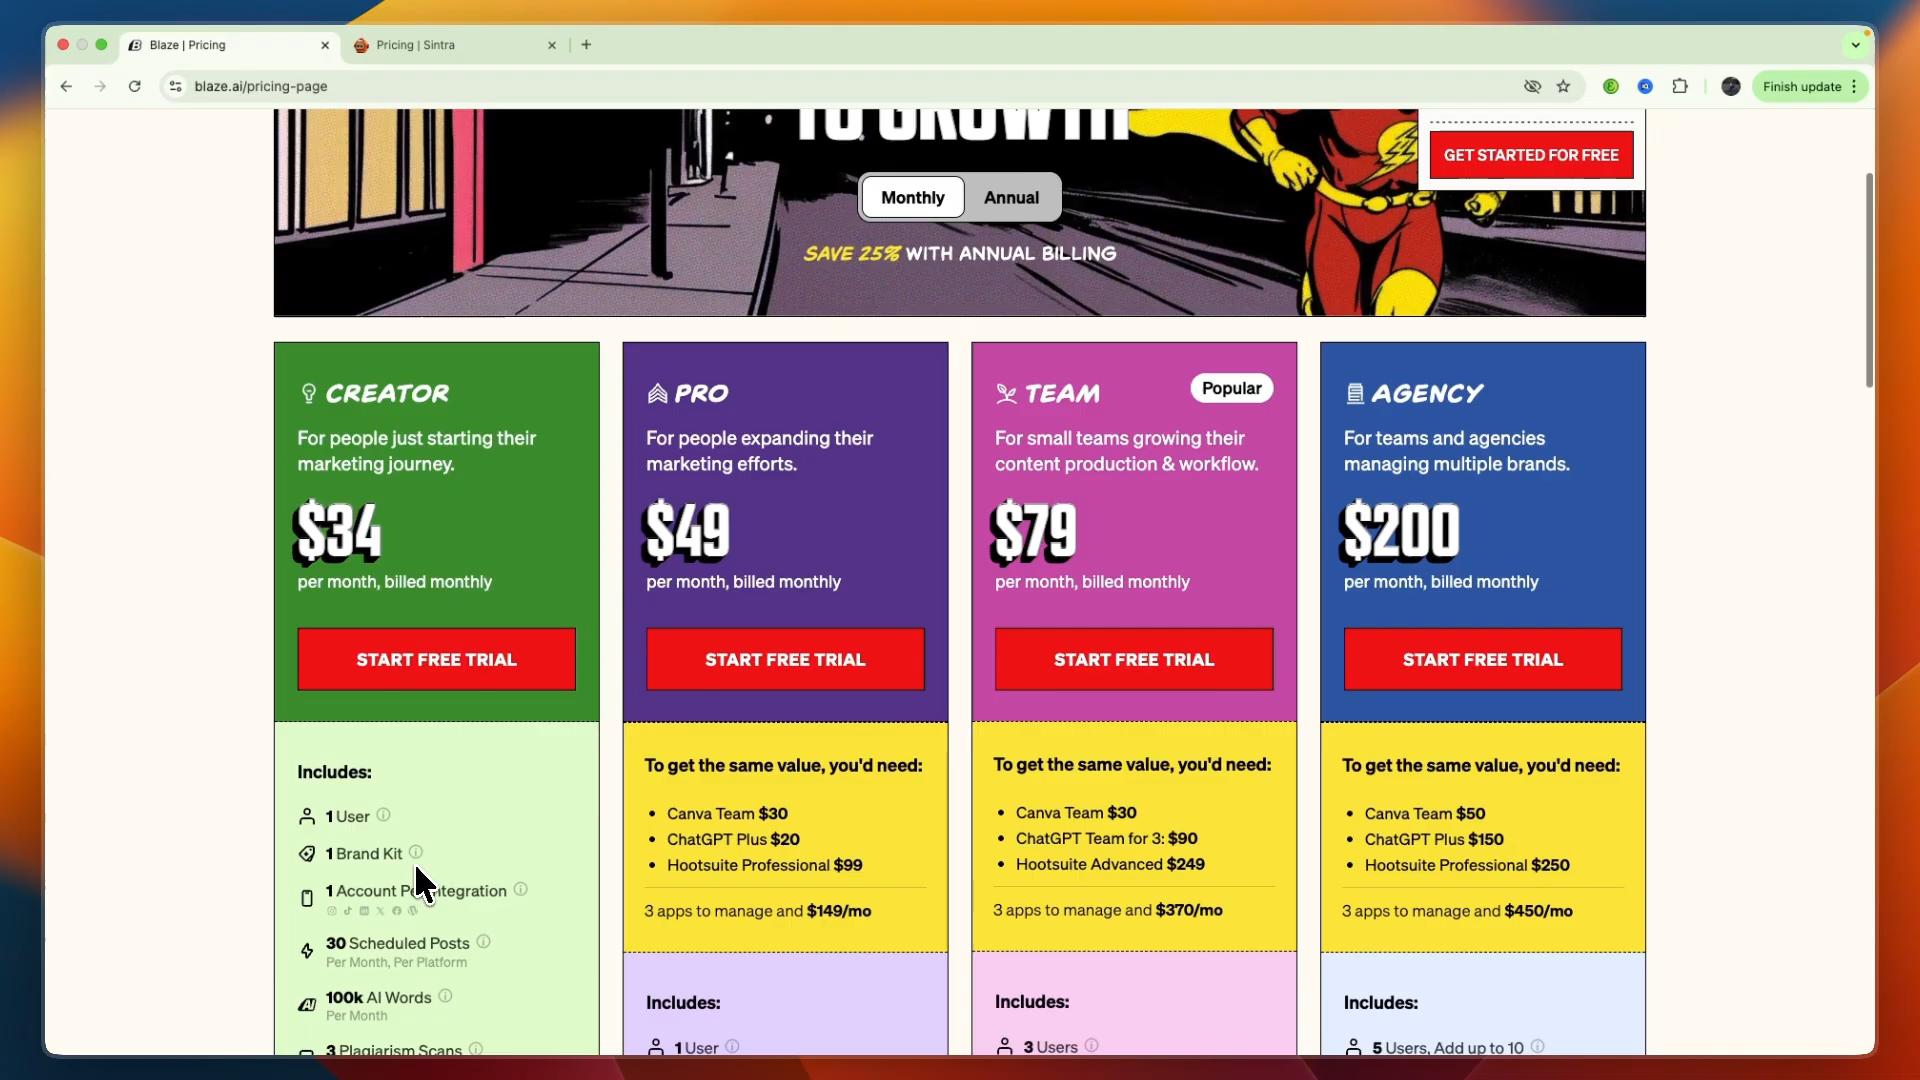 Blaze | Pricing
Pricing | Sintra
blaze.ai/pricing-page
Finish update
TO GROWTH
GET STARTED FOR FREE
Monthly
Annual
SAVE 25% WITH ANNUAL BILLING
CREATOR
For people just starting their
marketing journey.
$34
per month, billed monthly
START FREE TRIAL
Includes:
1 User
1 Brand Kit
1 Account Per Integration
30 Scheduled Posts
Per Month, Per Platform
100k AI Words
Per Month
3 Plagiarism Scans
PRO
For people expanding their
marketing efforts.
$49
per month, billed monthly
START FREE TRIAL
To get the same value, you'd need:
• Canva Team $30
• ChatGPT Plus $20
• Hootsuite Professional $99
3 apps to manage and $149/mo
Includes:
1 User
TEAM
Popular
For small teams growing their
content production & workflow.
$79
per month, billed monthly
START FREE TRIAL
To get the same value, you'd need:
• Canva Team $30
• ChatGPT Team for 3: $90
• Hootsuite Advanced $249
3 apps to manage and $370/mo
Includes:
3 Users
AGENCY
For teams and agencies
managing multiple brands.
$200
per month, billed monthly
START FREE TRIAL
To get the same value, you'd need:
• Canva Team $50
• ChatGPT Plus $150
• Hootsuite Professional $250
3 apps to manage and $450/mo
Includes:
5 Users, Add up to 10